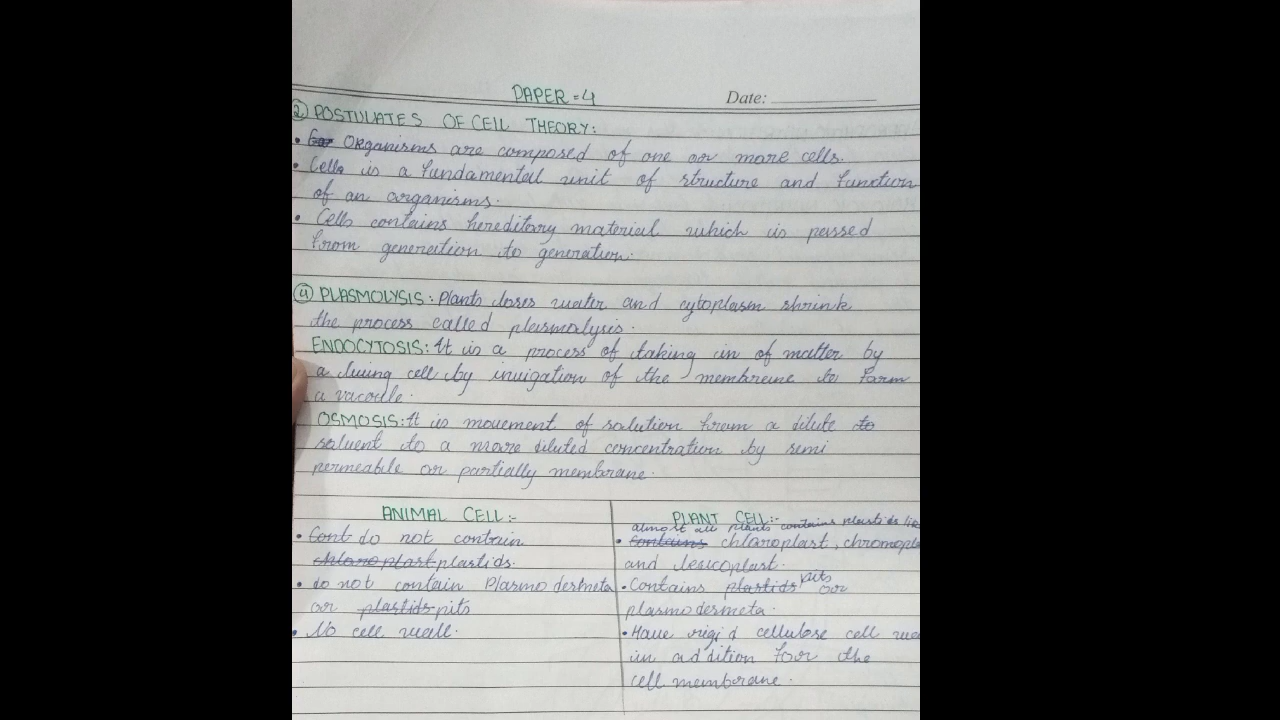 PAPER = 4
Date:
② POSTULATES OF CELL THEORY:
• Organisms are composed of one or more cells.
• Cells is a fundamental unit of structure and function
of an organisms.
• Cells contains hereditary material which is passed
from generation to generation.
④ PLASMOLYSIS: Plants loses water and cytoplasm shrink
the process called plasmolysis.
ENDOCYTOSIS: It is a process of taking in of matter by
a living cell by invigation of the membrane to form
a vacoule.
OSMOSIS: It is movement of solution from a dilute to
solvent to a more diluted concentration by semi
permeable or partially membrane.
ANIMAL CELL:-
• Cont do not contain
chloroplast plastids.
• do not contain Plasmodesmeta
or plastids pits
• No cell wall.
PLANT CELL:-
almost all plants contains plastids like
• Contains chloroplast, chromopla
and leucoplast.
• Contains plastids pits or
plasmodesmeta.
• Have rigid cellulose cell
in addition for the
cell membrane.